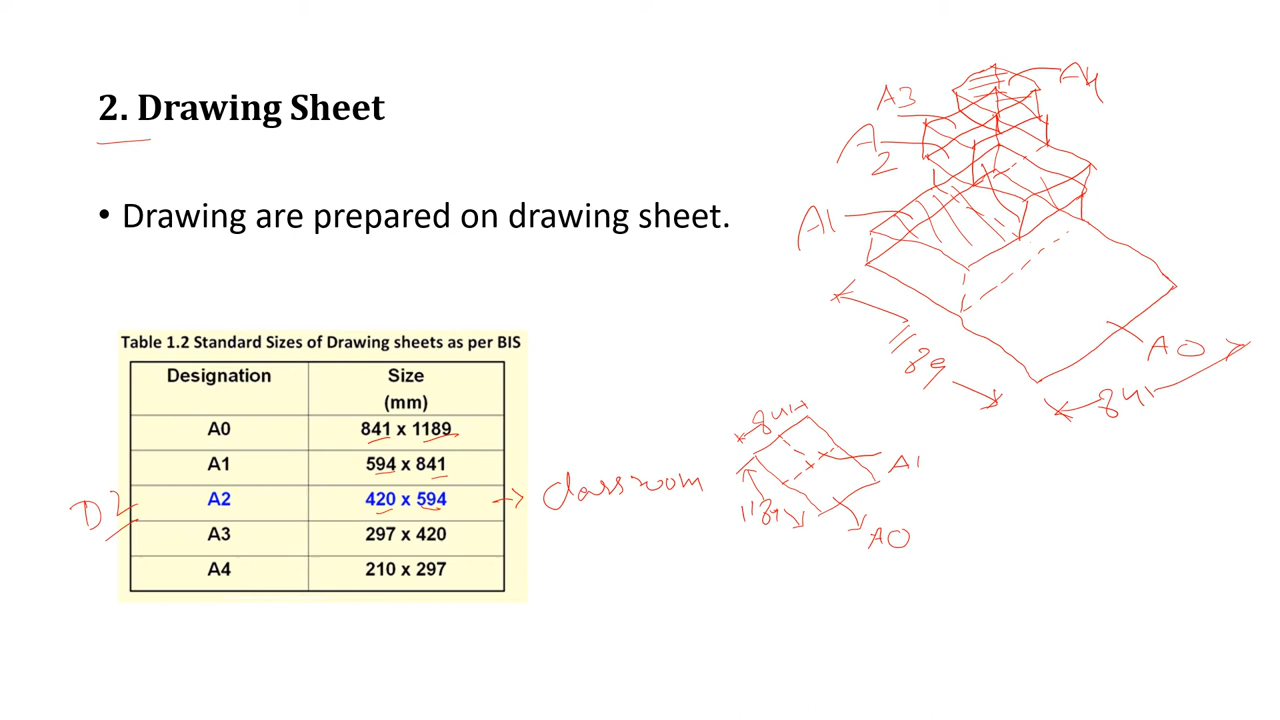 2. Drawing Sheet
• Drawing are prepared on drawing sheet.
Table 1.2 Standard Sizes of Drawing sheets as per BIS
Designation Size
(mm)
A0 841 x 1189
A1 594 x 841
A2 420 x 594
A3 297 x 420
A4 210 x 297
D2
Classroom
A4
A3
A2
A1
A0
1189
841
841
A1
1189
A0